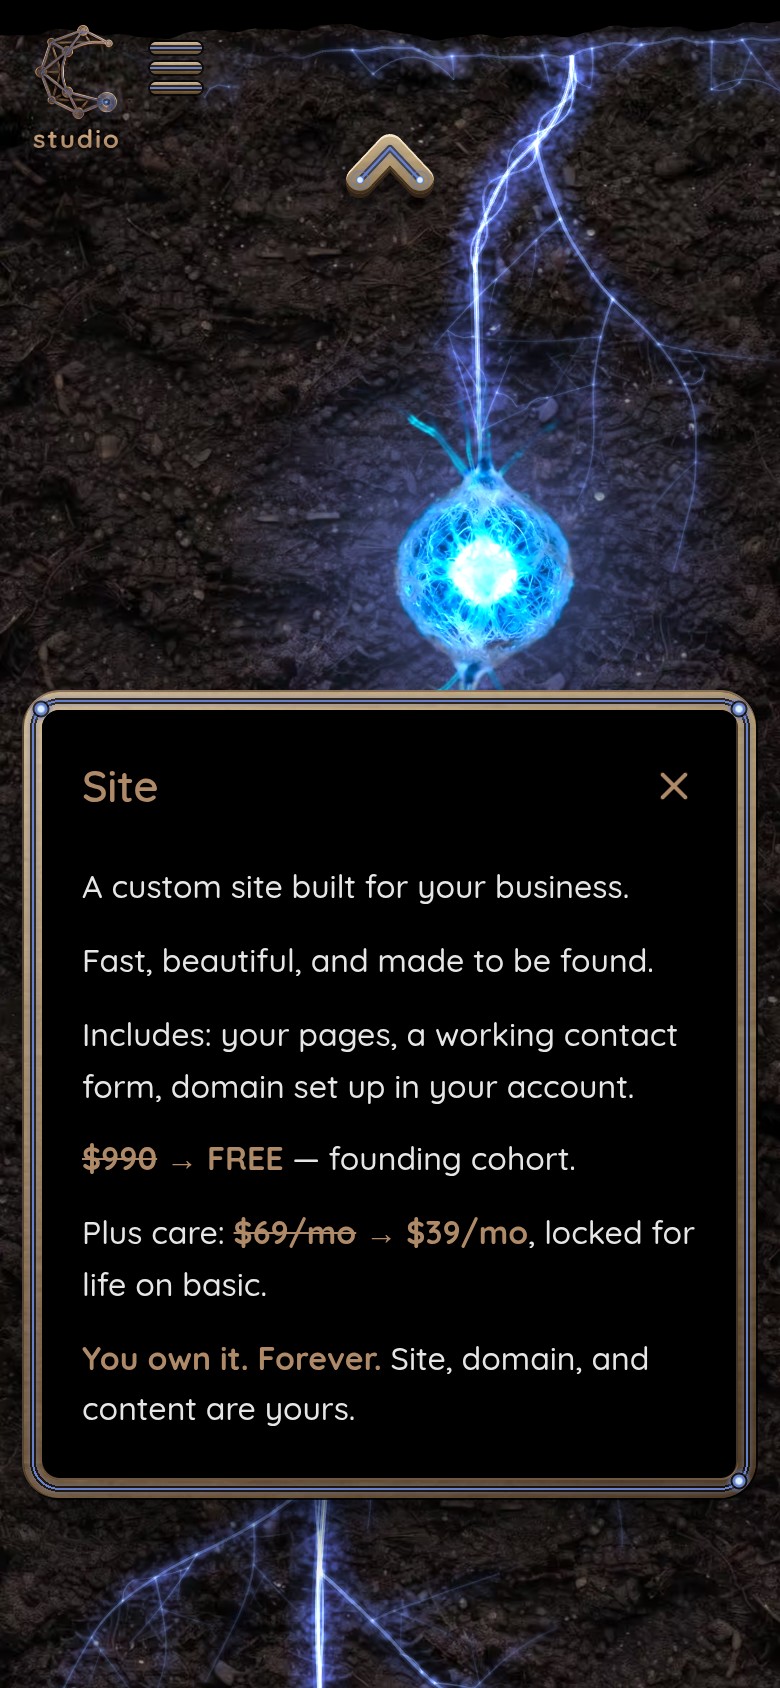 studio
Site
A custom site built for your business.
Fast, beautiful, and made to be found.
Includes: your pages, a working contact
form, domain set up in your account.
$990 → FREE — founding cohort.
Plus care: $69/mo → $39/mo, locked for
life on basic.
You own it. Forever. Site, domain, and
content are yours.